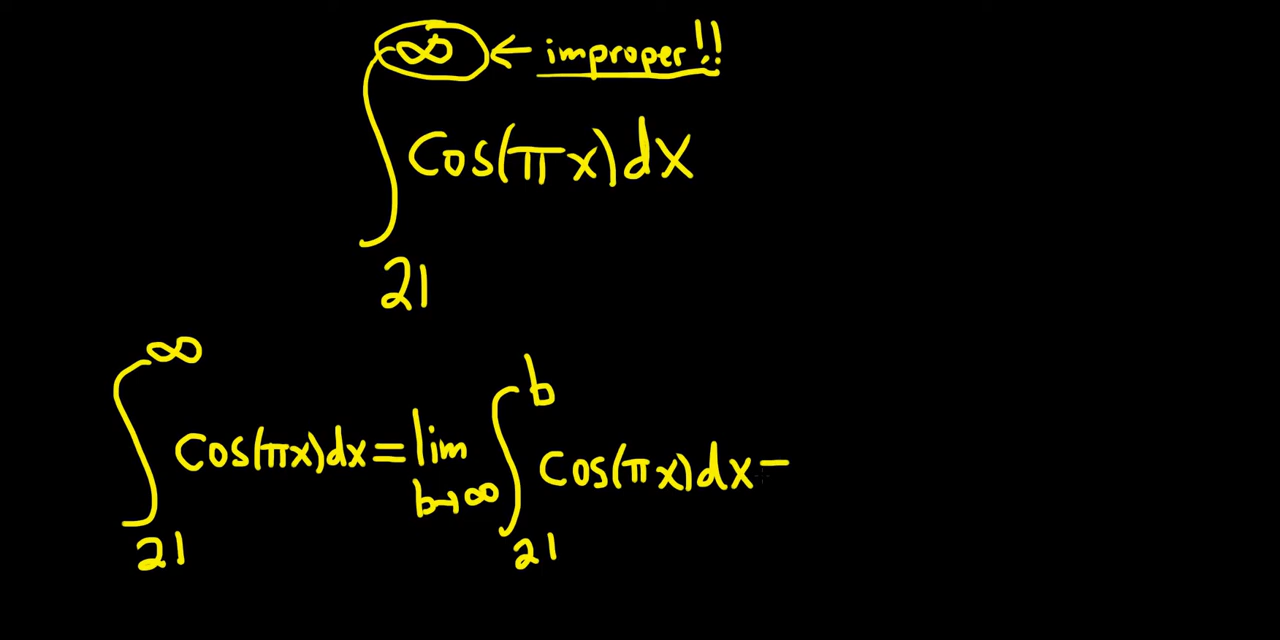 ∞ ← improper!!
∫ cos(πx)dx
21
∞ b
∫ cos(πx)dx = lim ∫ cos(πx)dx =
b→∞
21 21